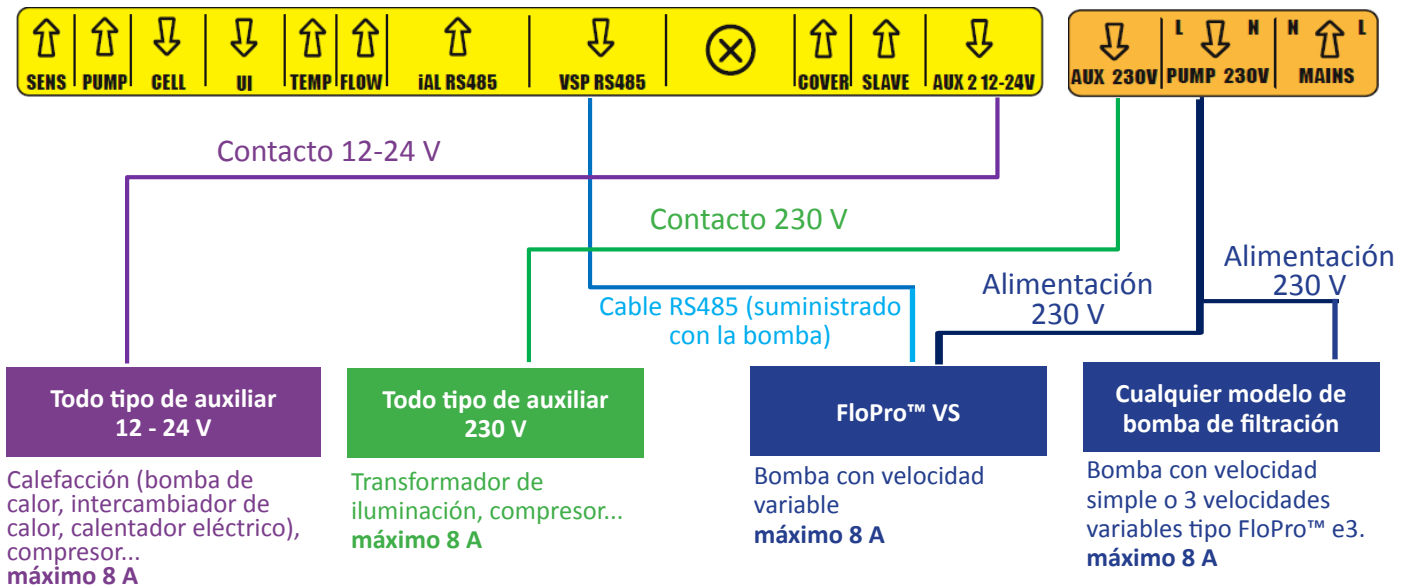 SENS PUMP CELL UI TEMP FLOW iAL RS485 VSP RS485 COVER SLAVE AUX 2 12-24V
L N N L
AUX 230V PUMP 230V MAINS
Contacto 12-24 V
Contacto 230 V
Cable RS485 (suministrado
con la bomba)
Alimentación
230 V
Alimentación
230 V
Todo tipo de auxiliar
12 - 24 V
Calefacción (bomba de
calor, intercambiador de
calor, calentador eléctrico),
compresor...
máximo 8 A
Todo tipo de auxiliar
230 V
Transformador de
iluminación, compresor...
máximo 8 A
FloPro™ VS
Bomba con velocidad
variable
máximo 8 A
Cualquier modelo de
bomba de filtración
Bomba con velocidad
simple o 3 velocidades
variables tipo FloPro™ e3.
máximo 8 A